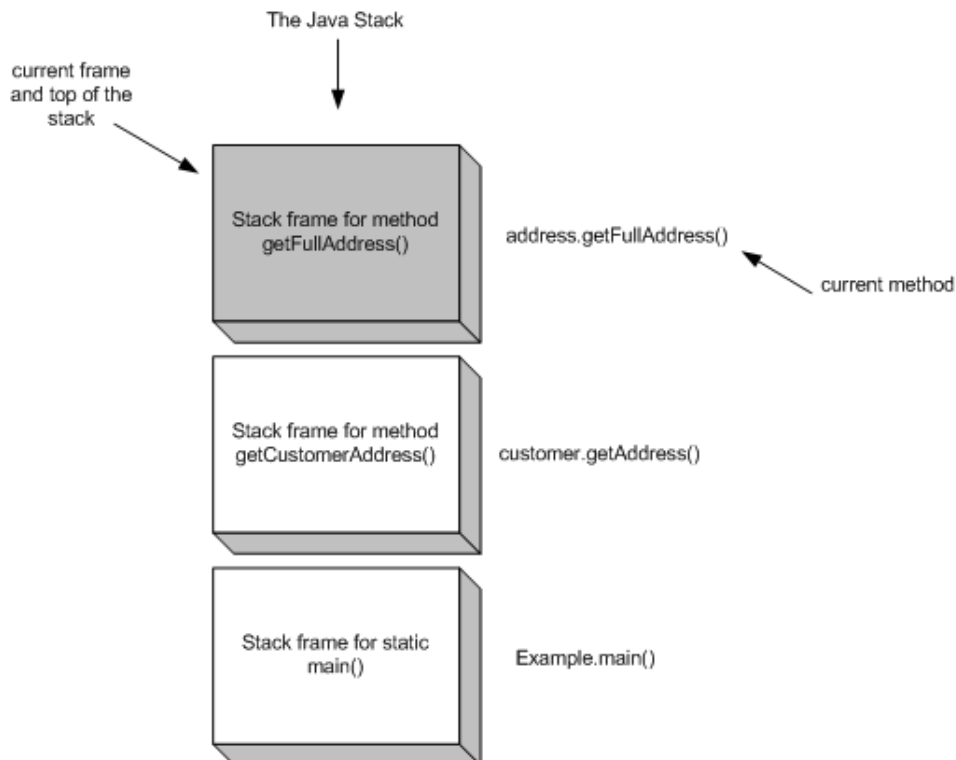 The Java Stack
current frame
and top of the
stack
Stack frame for method
getFullAddress()
address.getFullAddress()
current method
Stack frame for method
getCustomerAddress()
customer.getAddress()
Stack frame for static
main()
Example.main()